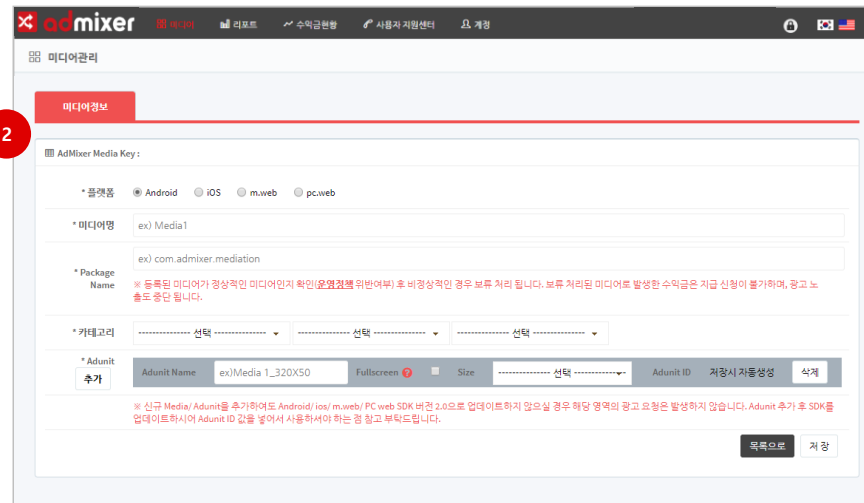 admixer 미디어 리포트 수익금현황 사용자 지원센터 계정
미디어관리
미디어정보
2
AdMixer Media Key :
* 플랫폼 Android iOS m.web pc.web
* 미디어명 ex) Media1
ex) com.admixer.mediation
* Package
Name
※ 등록된 미디어가 정상적인 미디어인지 확인(운영정책 위반여부) 후 비정상적인 경우 보류 처리 됩니다. 보류 처리된 미디어로 발생한 수익금은 지급 신청이 불가하며, 광고 노
출도 중단 됩니다.
* 카테고리 -------------- 선택 -------------- -------------- 선택 -------------- -------------- 선택 --------------
* Adunit
추가
Adunit Name ex)Media 1_320X50 Fullscreen ? Size -------------- 선택 -------------- Adunit ID 저장시 자동생성 삭제
※ 신규 Media/ Adunit을 추가하여도 Android/ ios/ m.web/ PC web SDK 버전 2.0으로 업데이트하지 않으실 경우 해당 영역의 광고 요청은 발생하지 않습니다. Adunit 추가 후 SDK를
업데이트하시어 Adunit ID 값을 넣어서 사용하셔야 하는 점 참고 부탁드립니다.
목록으로 저장